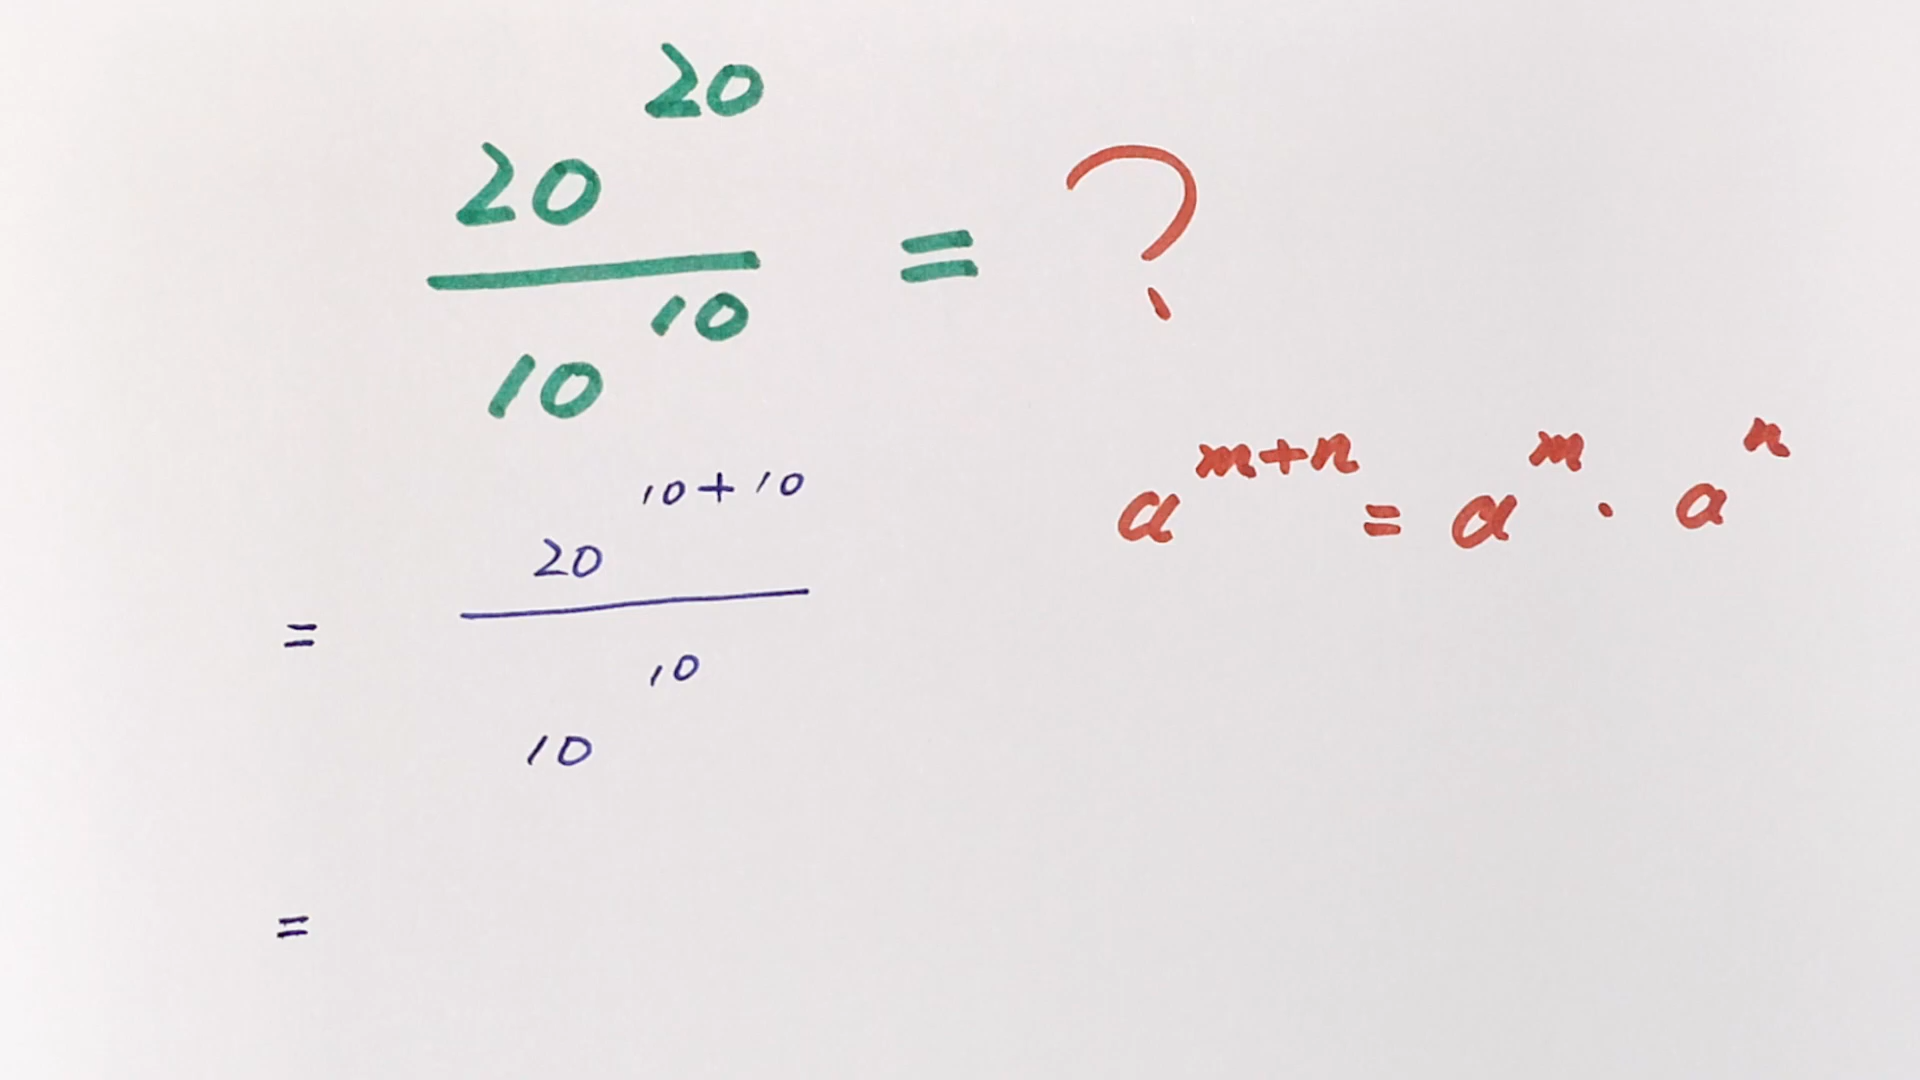 20^20 / 10^10 = ?
a^m+n = a^m · a^n
= 20^10+10 / 10^10
=